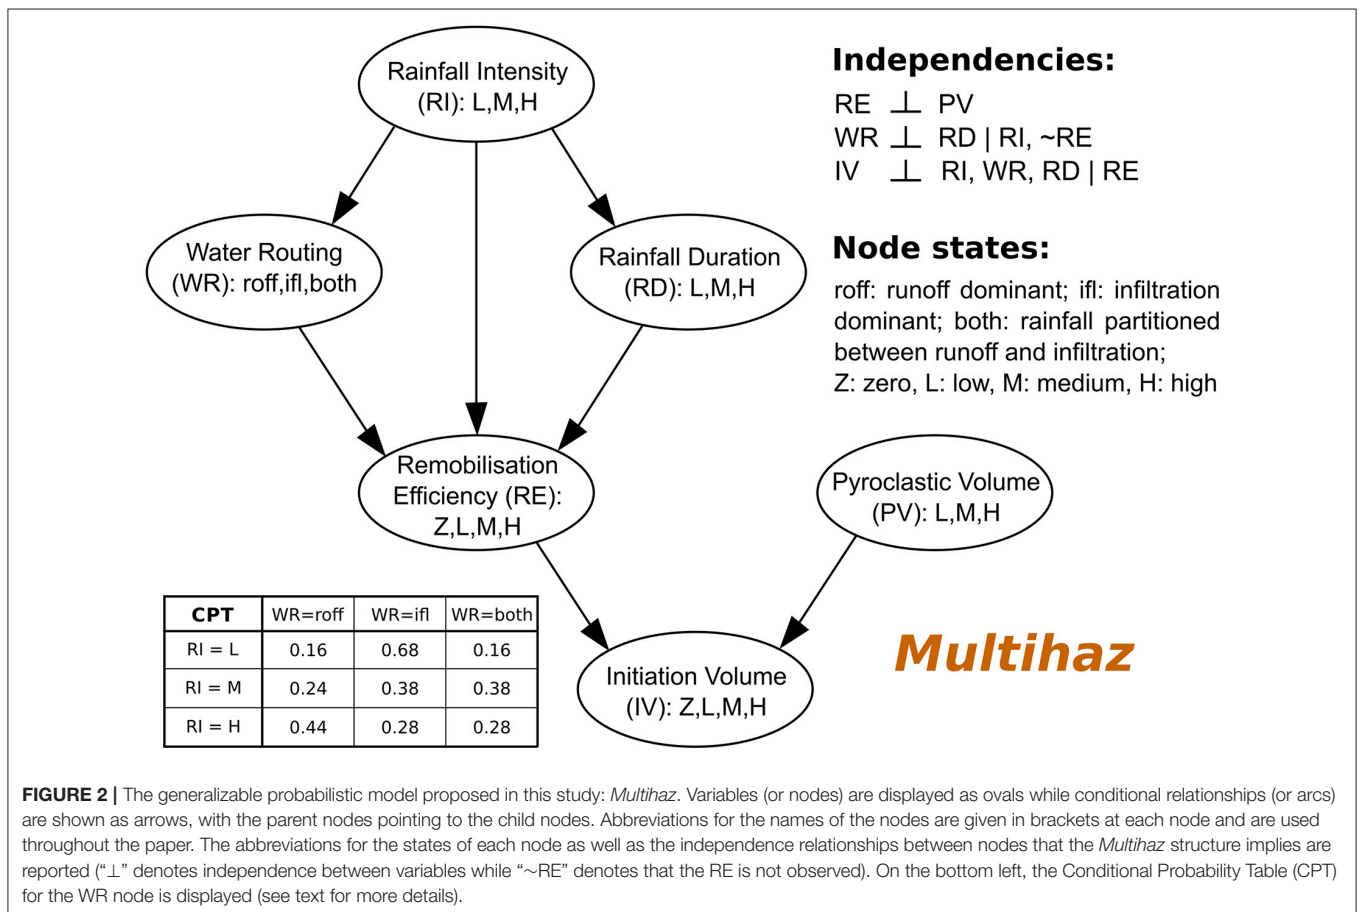 Rainfall Intensity
(RI): L,M,H
Water Routing
(WR): roff,ifl,both
Rainfall Duration
(RD): L,M,H
Remobilisation
Efficiency (RE):
Z,L,M,H
Pyroclastic Volume
(PV): L,M,H
Initiation Volume
(IV): Z,L,M,H
Independencies:
RE ⊥ PV
WR ⊥ RD | RI, ~RE
IV ⊥ RI, WR, RD | RE
Node states:
roff: runoff dominant; ifl: infiltration
dominant; both: rainfall partitioned
between runoff and infiltration;
Z: zero, L: low, M: medium, H: high
CPT WR=roff WR=ifl WR=both
RI = L 0.16 0.68 0.16
RI = M 0.24 0.38 0.38
RI = H 0.44 0.28 0.28
Multihaz
FIGURE 2 | The generalizable probabilistic model proposed in this study: Multihaz. Variables (or nodes) are displayed as ovals while conditional relationships (or arcs)
are shown as arrows, with the parent nodes pointing to the child nodes. Abbreviations for the names of the nodes are given in brackets at each node and are used
throughout the paper. The abbreviations for the states of each node as well as the independence relationships between nodes that the Multihaz structure implies are
reported (“⊥” denotes independence between variables while “~RE” denotes that the RE is not observed). On the bottom left, the Conditional Probability Table (CPT)
for the WR node is displayed (see text for more details).